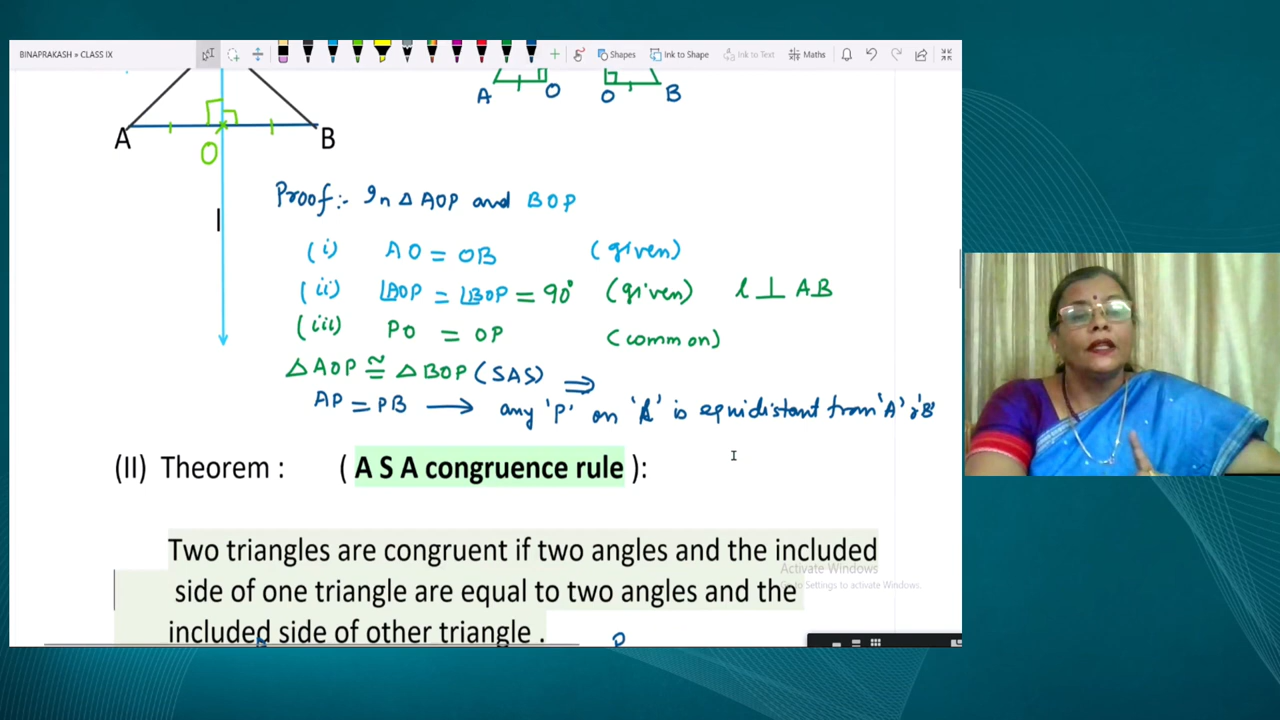 BINAPRAKASH » CLASS IX
Shapes
Ink to Shape
Ink to Text
Maths
A O O B
A B
O
l
Proof :- In △ AOP and BOP
(i) AO = OB (given)
(ii) ∠AOP = ∠BOP = 90° (given) l ⊥ AB
(iii) PO = OP (common)
△AOP ≅ △BOP (SAS) ⇒
AP = PB → any 'P' on 'l' is equidistant from 'A' & 'B'
(II) Theorem : ( A S A congruence rule ):
Two triangles are congruent if two angles and the included
side of one triangle are equal to two angles and the
included side of other triangle .
Activate Windows
Go to Settings to activate Windows.